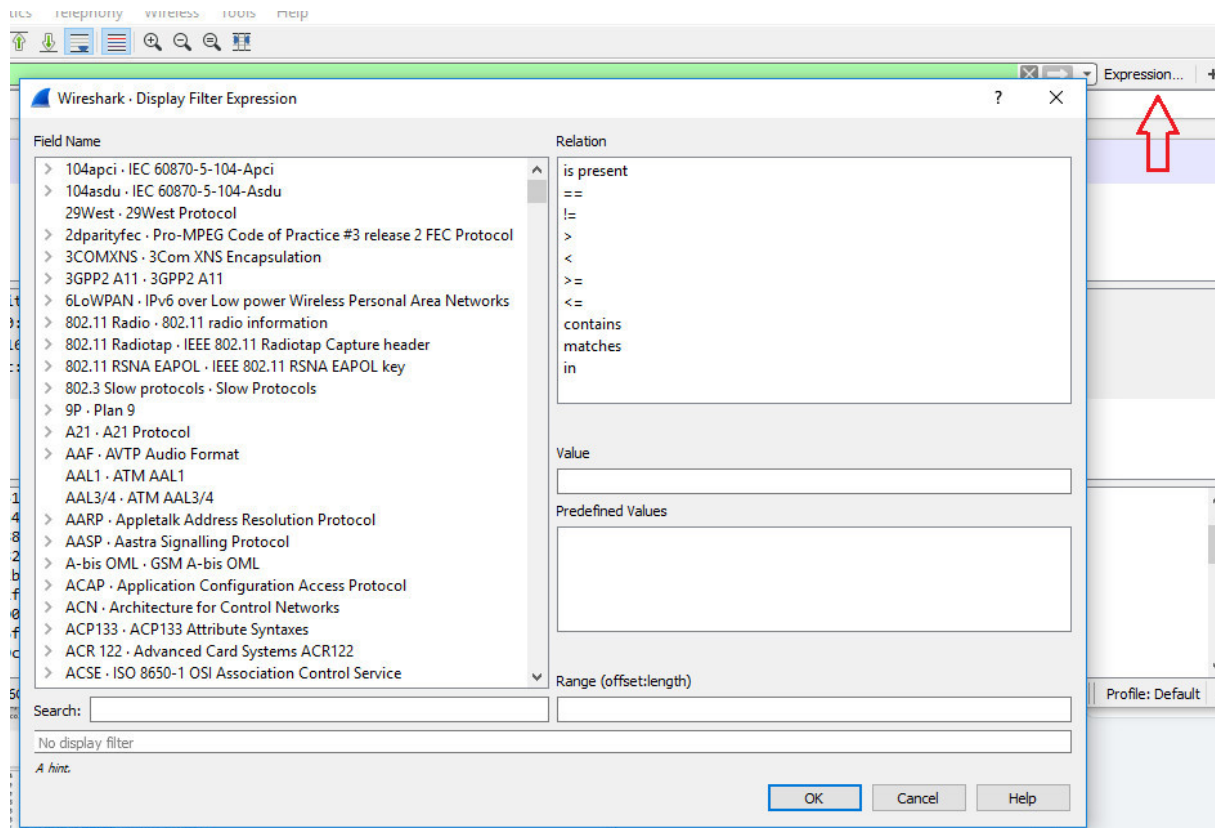 Telephony Wireless Tools Help
Expression... +
Wireshark · Display Filter Expression ? ×
Field Name
104apci · IEC 60870-5-104-Apci
104asdu · IEC 60870-5-104-Asdu
29West · 29West Protocol
2dparityfec · Pro-MPEG Code of Practice #3 release 2 FEC Protocol
3COMXNS · 3Com XNS Encapsulation
3GPP2 A11 · 3GPP2 A11
6LoWPAN · IPv6 over Low power Wireless Personal Area Networks
802.11 Radio · 802.11 radio information
802.11 Radiotap · IEEE 802.11 Radiotap Capture header
802.11 RSNA EAPOL · IEEE 802.11 RSNA EAPOL key
802.3 Slow protocols · Slow Protocols
9P · Plan 9
A21 · A21 Protocol
AAF · AVTP Audio Format
AAL1 · ATM AAL1
AAL3/4 · ATM AAL3/4
AARP · Appletalk Address Resolution Protocol
AASP · Aastra Signalling Protocol
A-bis OML · GSM A-bis OML
ACAP · Application Configuration Access Protocol
ACN · Architecture for Control Networks
ACP133 · ACP133 Attribute Syntaxes
ACR 122 · Advanced Card Systems ACR122
ACSE · ISO 8650-1 OSI Association Control Service
Search:
Relation
is present
==
!=
>
<
>=
<=
contains
matches
in
Value
Predefined Values
Range (offset:length)
No display filter
A hint.
OK Cancel Help
Profile: Default